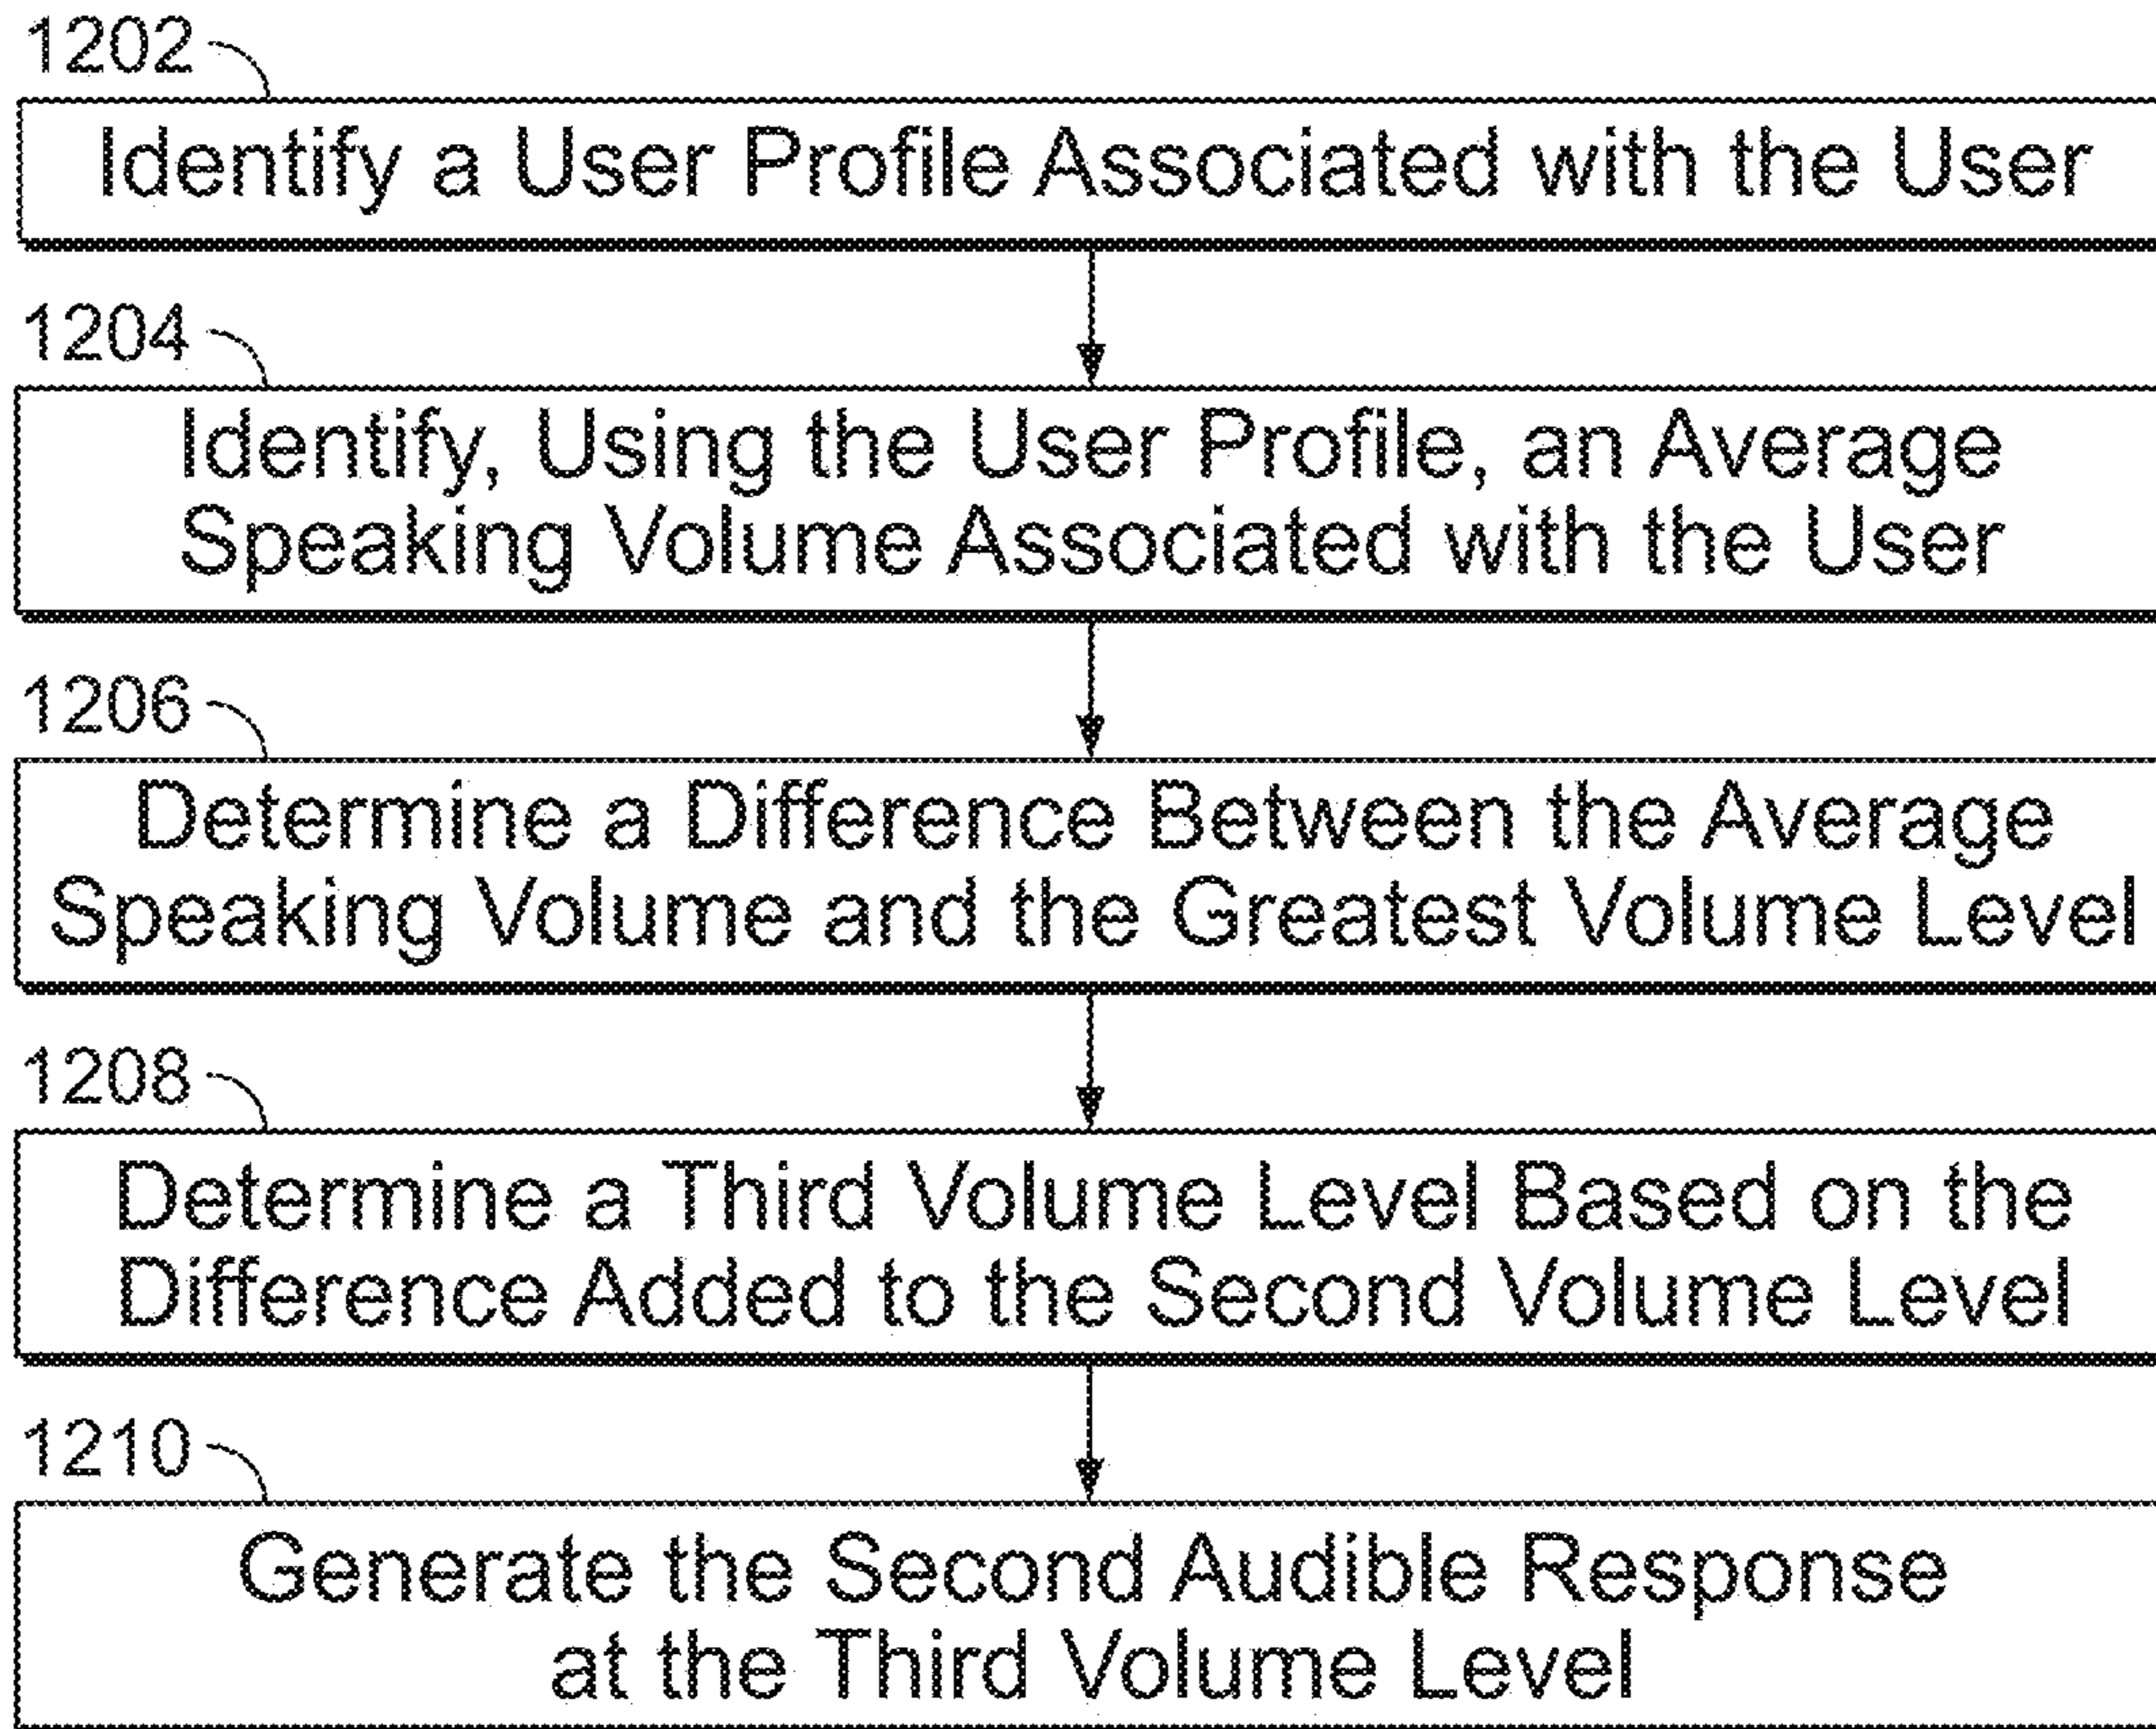 1202
Identify a User Profile Associated with the User
1204
Identify, Using the User Profile, an Average
Speaking Volume Associated with the User
1206
Determine a Difference Between the Average
Speaking Volume and the Greatest Volume Level
1208
Determine a Third Volume Level Based on the
Difference Added to the Second Volume Level
1210
Generate the Second Audible Response
at the Third Volume Level